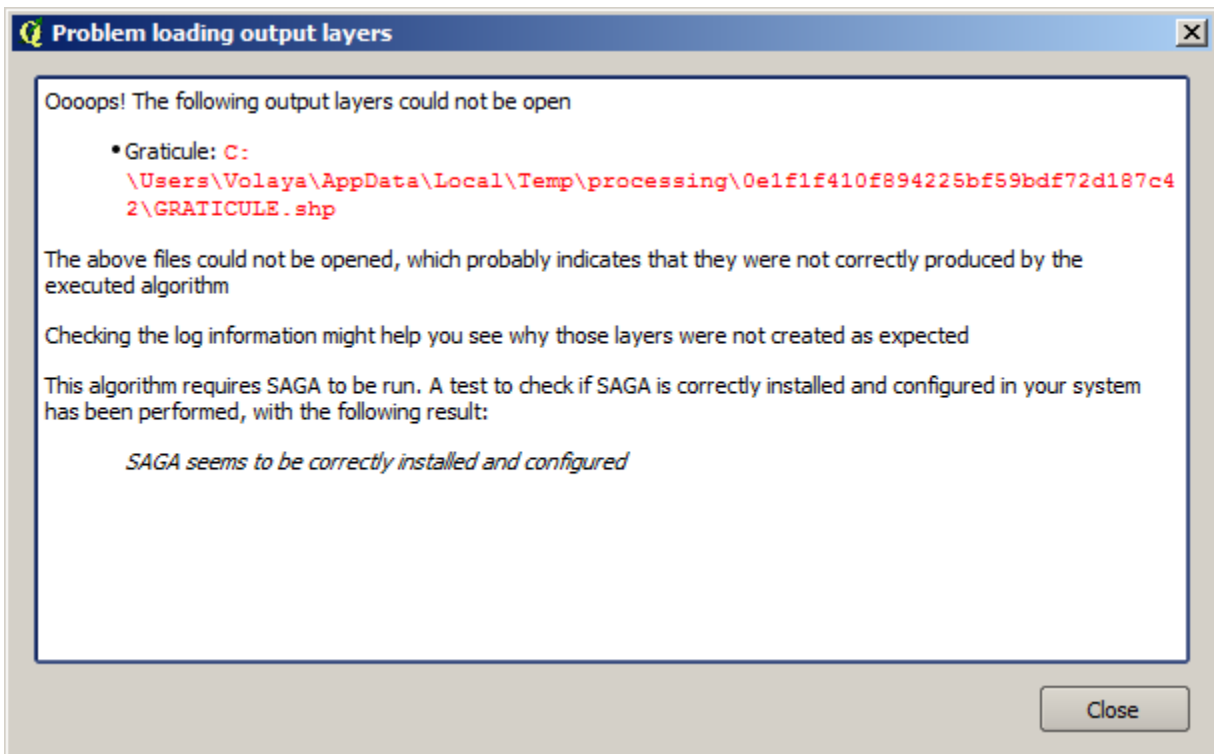 Problem loading output layers
Oooops! The following output layers could not be open
•Graticule: C:
\Users\Volaya\AppData\Local\Temp\processing\0e1f1f410f894225bf59bdf72d187c4
2\GRATICULE.shp
The above files could not be opened, which probably indicates that they were not correctly produced by the
executed algorithm
Checking the log information might help you see why those layers were not created as expected
This algorithm requires SAGA to be run. A test to check if SAGA is correctly installed and configured in your system
has been performed, with the following result:
SAGA seems to be correctly installed and configured
Close